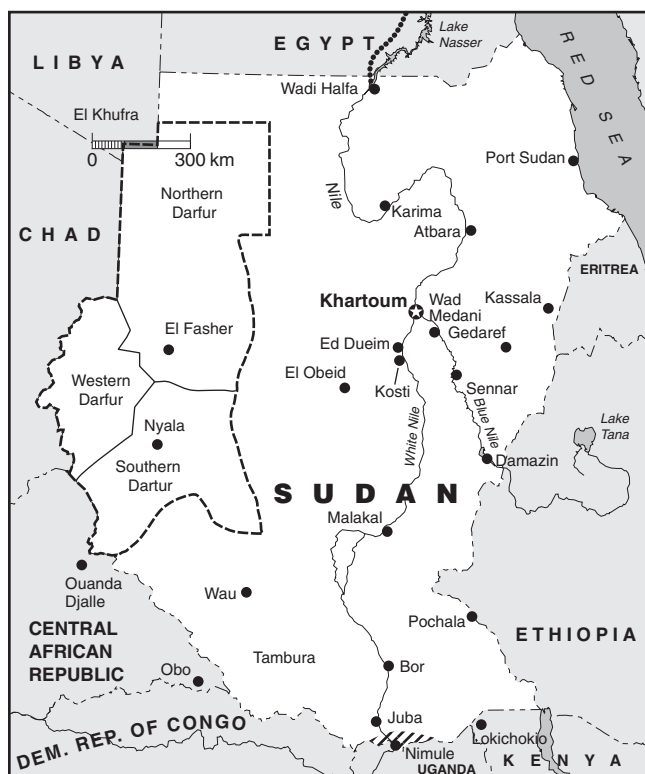 EGYPT
Lake
Nasser
LIBYA
RED SEA
Wadi Halfa
El Khufra
0 300 km
Port Sudan
Northern
Darfur
Nile
Karima
Atbara
CHAD
ERITREA
Khartoum
Wad
Medani
Kassala
Gedaref
El Fasher
Ed Dueim
El Obeid
Western
Darfur
Kosti
Sennar
White Nile
Blue Nile
Lake
Tana
Nyala
Southern
Dartur
Damazin
SUDAN
Malakal
Ouanda
Djalle
Wau
Pochala
ETHIOPIA
CENTRAL
AFRICAN
REPUBLIC
Tambura
Obo
Bor
Juba
DEM. REP. OF CONGO
Lokichokio
Nimule
UGANDA
KENYA